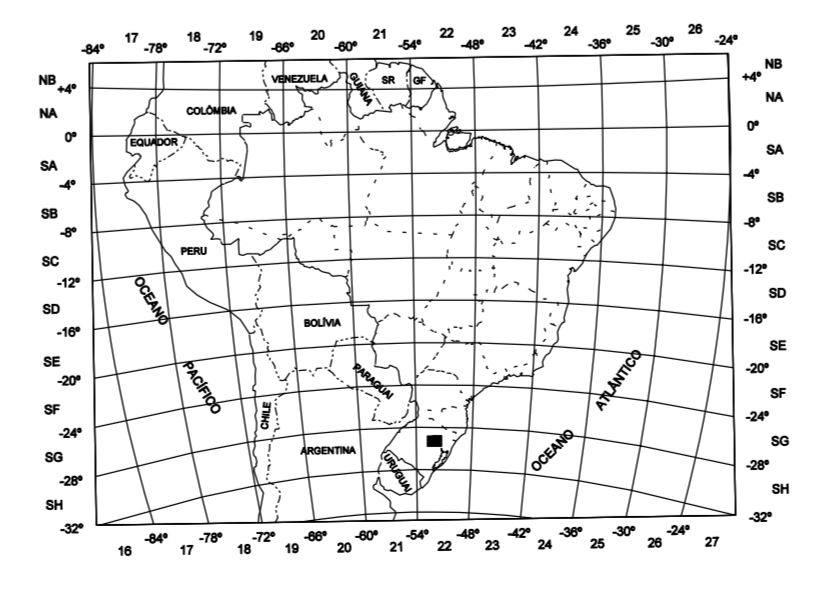 17 18 19 20 21 22 23 24 25 26
-84° -78° -72° -66° -60° -54° -48° -42° -36° -30° -24°
NB +4° VENEZUELA GUIANA SR GF +4° NB
NA COLÔMBIA NA
0° EQUADOR 0°
SA SA
-4° -4°
SB SB
-8° -8°
SC PERU SC
-12° -12°
SD OCEANO SD
-16° BOLÍVIA -16°
SE SE
-20° PACÍFICO PARAGUAI ATLÂNTICO -20°
SF CHILE SF
-24° -24°
SG ARGENTINA OCEANO SG
-28° URUGUAI -28°
SH SH
-32° -32°
-84° -78° -72° -66° -60° -54° -48° -42° -36° -30° -24°
16 17 18 19 20 21 22 23 24 25 26 27